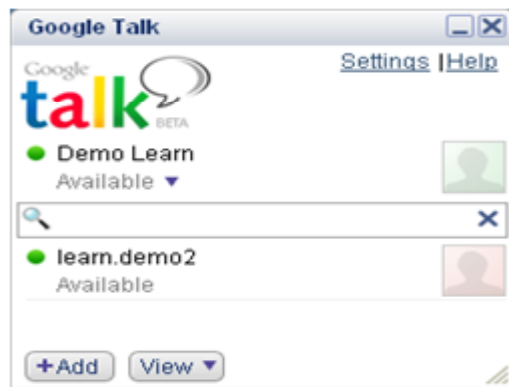 Google Talk
Settings | Help
Google
talk
BETA
Demo Learn
Available
learn.demo2
Available
+Add View